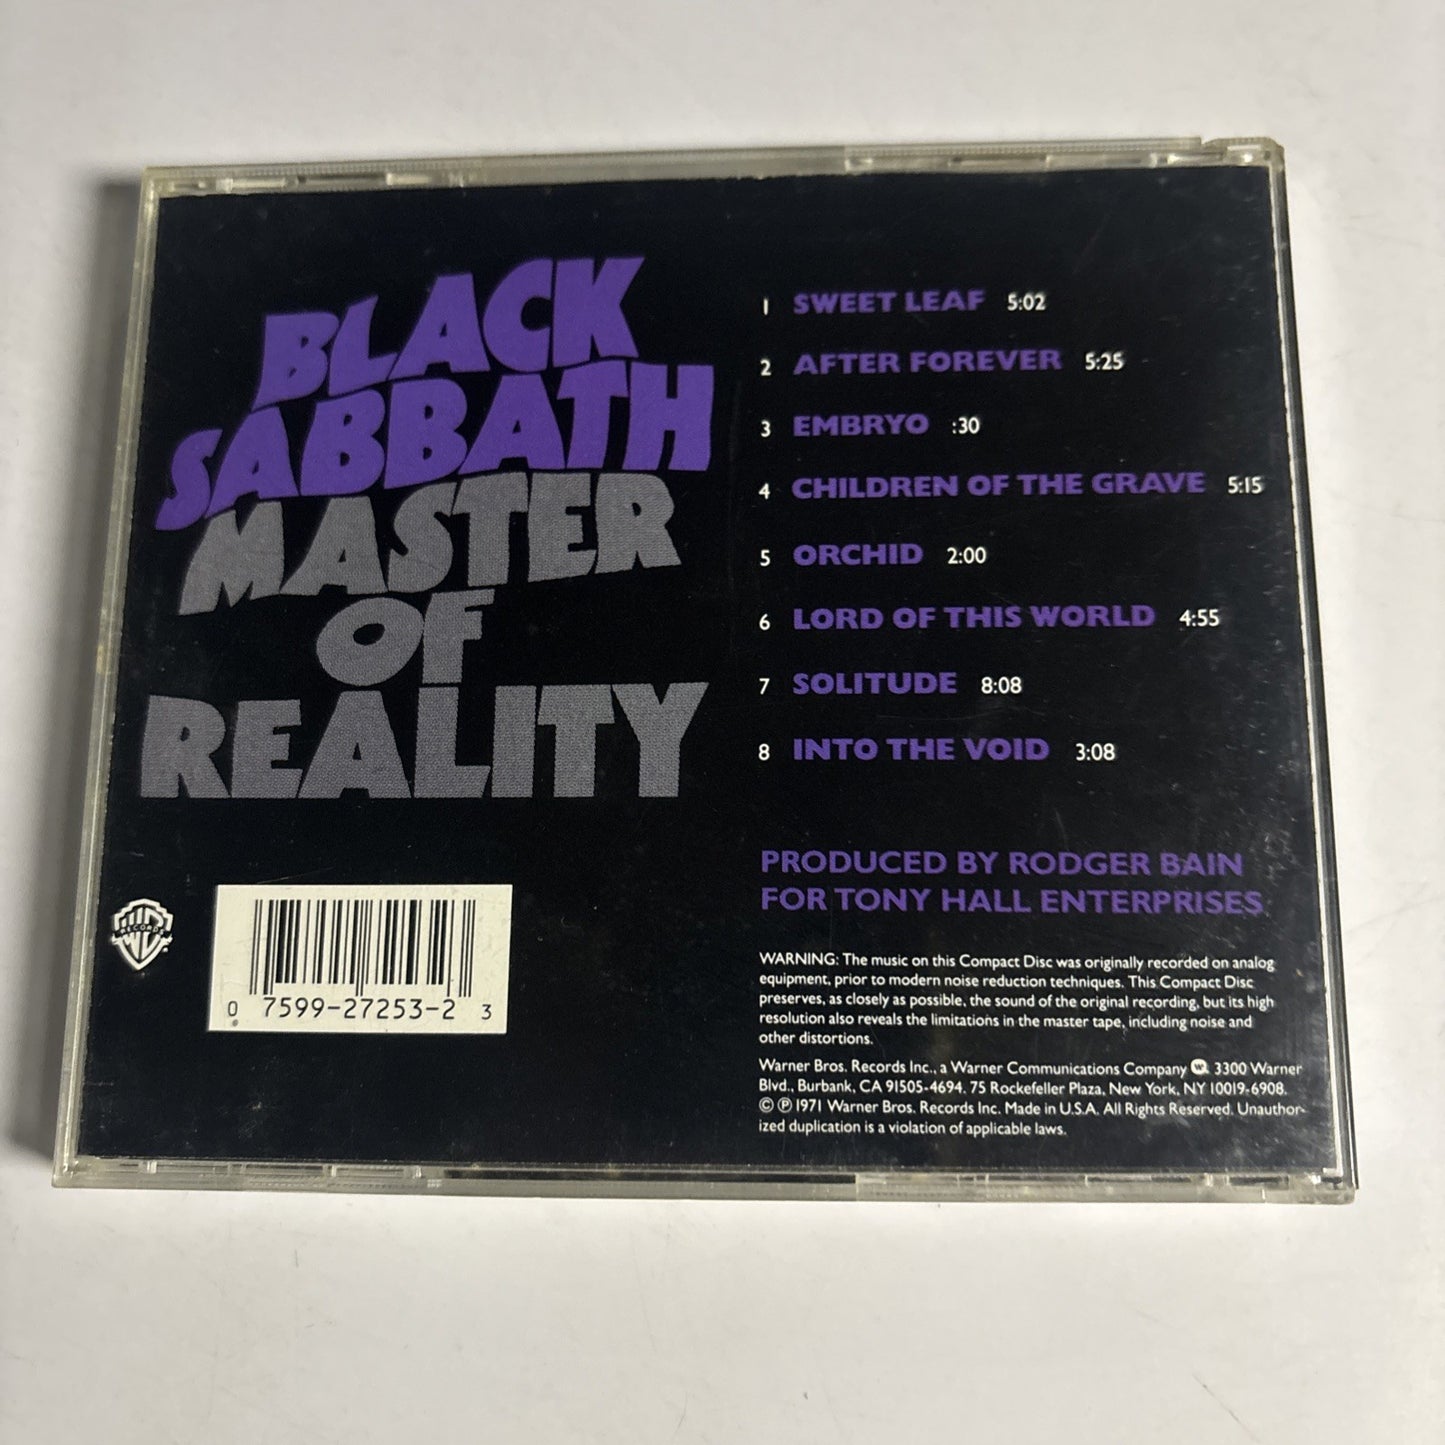 BLACK
SABBATH
MASTER
OF
REALITY
1 SWEET LEAF 5:02
2 AFTER FOREVER 5:25
3 EMBRYO :30
4 CHILDREN OF THE GRAVE 5:15
5 ORCHID 2:00
6 LORD OF THIS WORLD 4:55
7 SOLITUDE 8:08
8 INTO THE VOID 3:08
PRODUCED BY RODGER BAIN
FOR TONY HALL ENTERPRISES
WB
RECORDS
0 7599-27253-2 3
WARNING: The music on this Compact Disc was originally recorded on analog
equipment, prior to modern noise reduction techniques. This Compact Disc
preserves, as closely as possible, the sound of the original recording, but its high
resolution also reveals the limitations in the master tape, including noise and
other distortions.
Warner Bros. Records Inc., a Warner Communications Company 3300 Warner
Blvd., Burbank, CA 91505-4694. 75 Rockefeller Plaza, New York, NY 10019-6908.
© ℗ 1971 Warner Bros. Records Inc. Made in U.S.A. All Rights Reserved. Unauthor-
ized duplication is a violation of applicable laws.